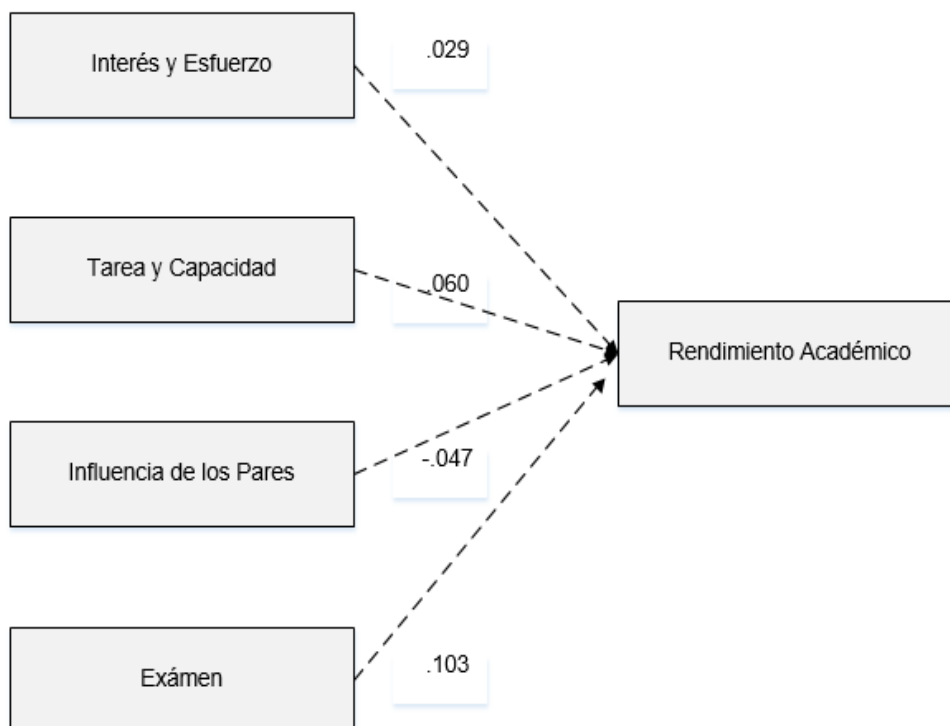 Interés y Esfuerzo
.029
Tarea y Capacidad
.060
Rendimiento Académico
Influencia de los Pares
-.047
Exámen
.103